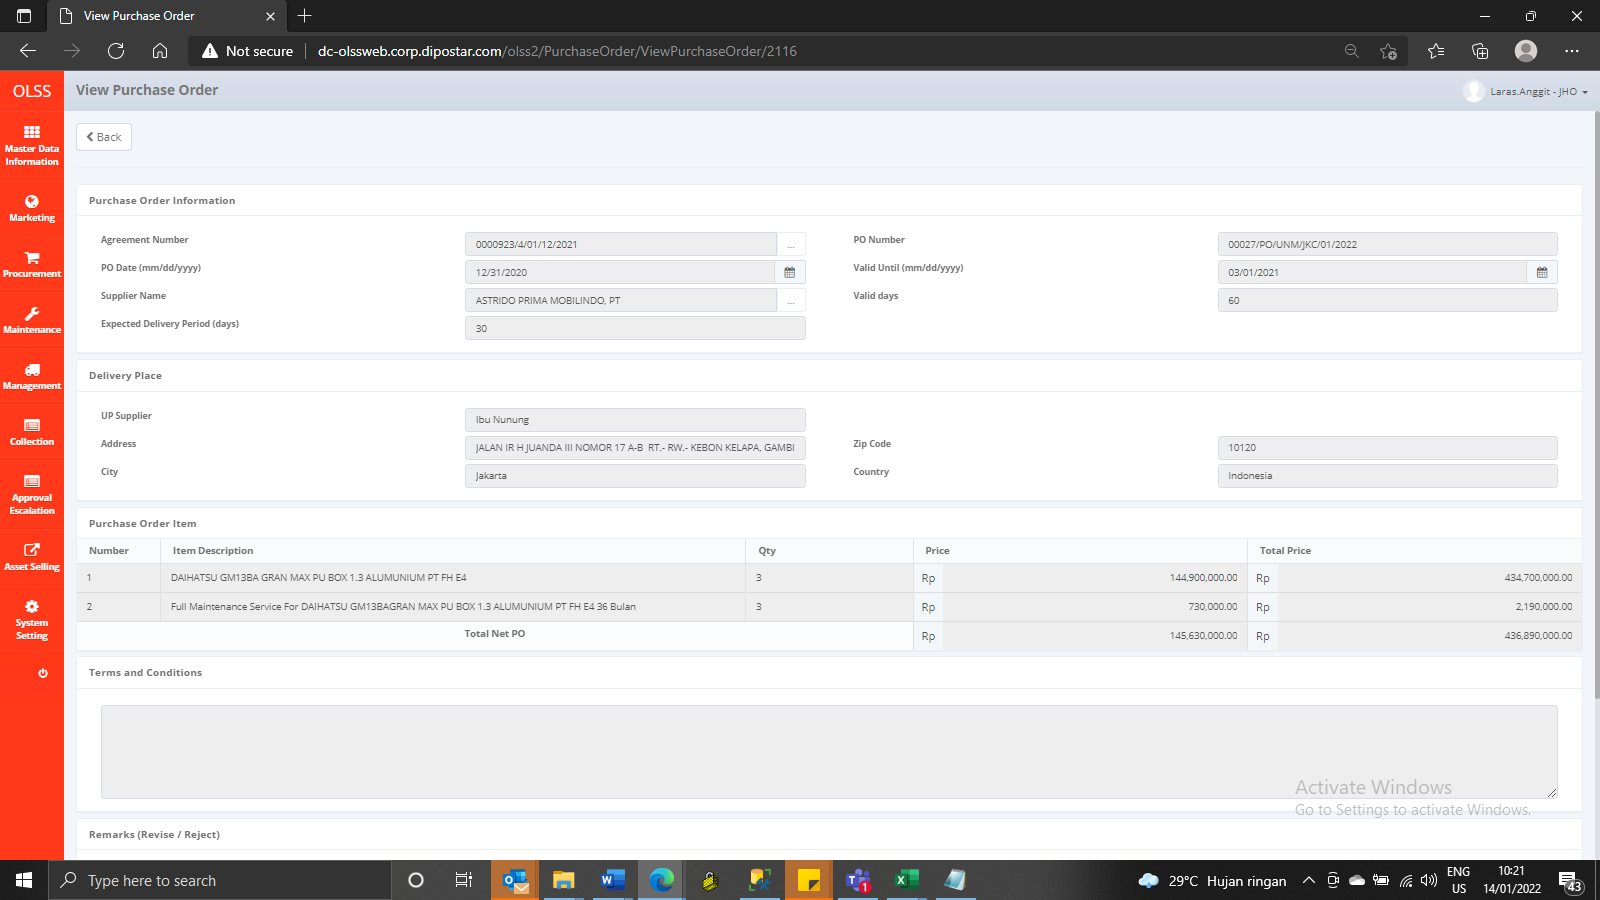 View Purchase Order
Not secure
dc-olssweb.corp.dipostar.com/olss2/PurchaseOrder/ViewPurchaseOrder/2116
OLSS
View Purchase Order
Laras.Anggit - JHO
Back
Master Data
Information
Marketing
Procurement
Maintenance
Management
Collection
Approval
Escalation
Asset Selling
System
Setting
Purchase Order Information
Agreement Number
0000923/4/01/12/2021
...
PO Number
00027/PO/UNM/JKC/01/2022
PO Date (mm/dd/yyyy)
12/31/2020
Valid Until (mm/dd/yyyy)
03/01/2021
Supplier Name
ASTRIDO PRIMA MOBILINDO, PT
...
Valid days
60
Expected Delivery Period (days)
30
Delivery Place
UP Supplier
Ibu Nunung
Address
JALAN IR H JUANDA III NOMOR 17 A-B  RT.- RW.- KEBON KELAPA, GAMBI
Zip Code
10120
City
Jakarta
Country
Indonesia
Purchase Order Item
Number Item Description Qty Price Total Price
1 DAIHATSU GM13BA GRAN MAX PU BOX 1.3 ALUMUNIUM PT FH E4 3 Rp 144,900,000.00 Rp 434,700,000.00
2 Full Maintenance Service For DAIHATSU GM13BAGRAN MAX PU BOX 1.3 ALUMUNIUM PT FH E4 36 Bulan 3 Rp 730,000.00 Rp 2,190,000.00
Total Net PO Rp 145,630,000.00 Rp 436,890,000.00
Terms and Conditions
Activate Windows
Go to Settings to activate Windows.
Remarks (Revise / Reject)
Type here to search
1
29°C Hujan ringan
ENG
US
10:21
14/01/2022
43